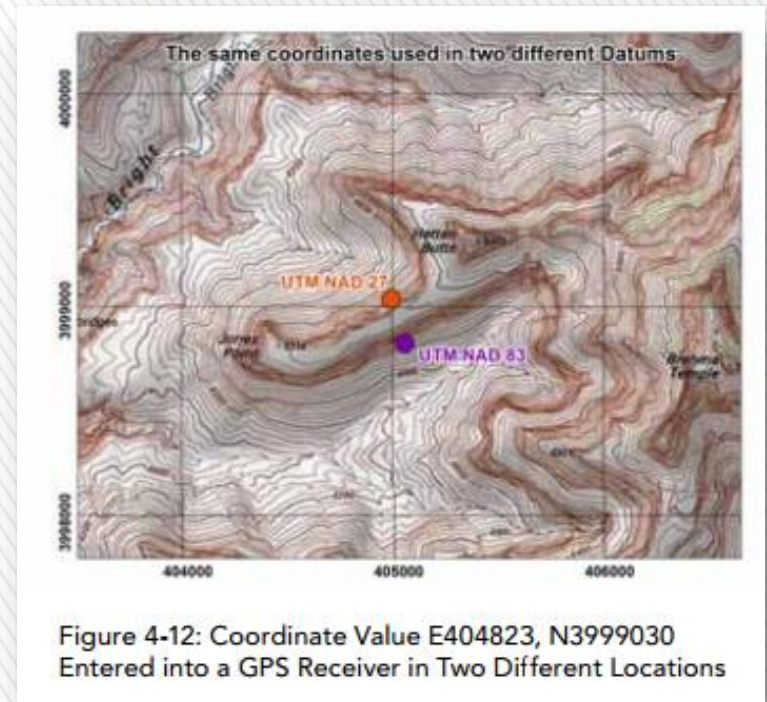 The same coordinates used in two different Datums
4000000
Bright
Bright
Butte
UTM NAD 27
3999000
Jones
Point
UTM NAD 83
Brahma
Temple
3998000
404000
405000
406000
Figure 4-12: Coordinate Value E404823, N3999030
Entered into a GPS Receiver in Two Different Locations